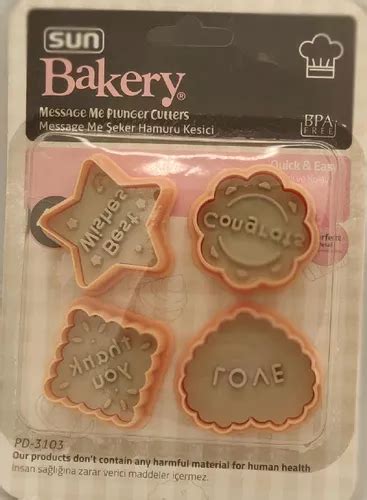 sun
Bakery®
Message Me Plunger Cutters
Message Me Şeker Hamuru Kesici
BPA
FREE
Quick & Easy
Best
Wishes
Congrats
thank
you
LOVE
PD-3103
Our products don't contain any harmful material for human health
İnsan sağlığına zarar verici maddeler içermez.